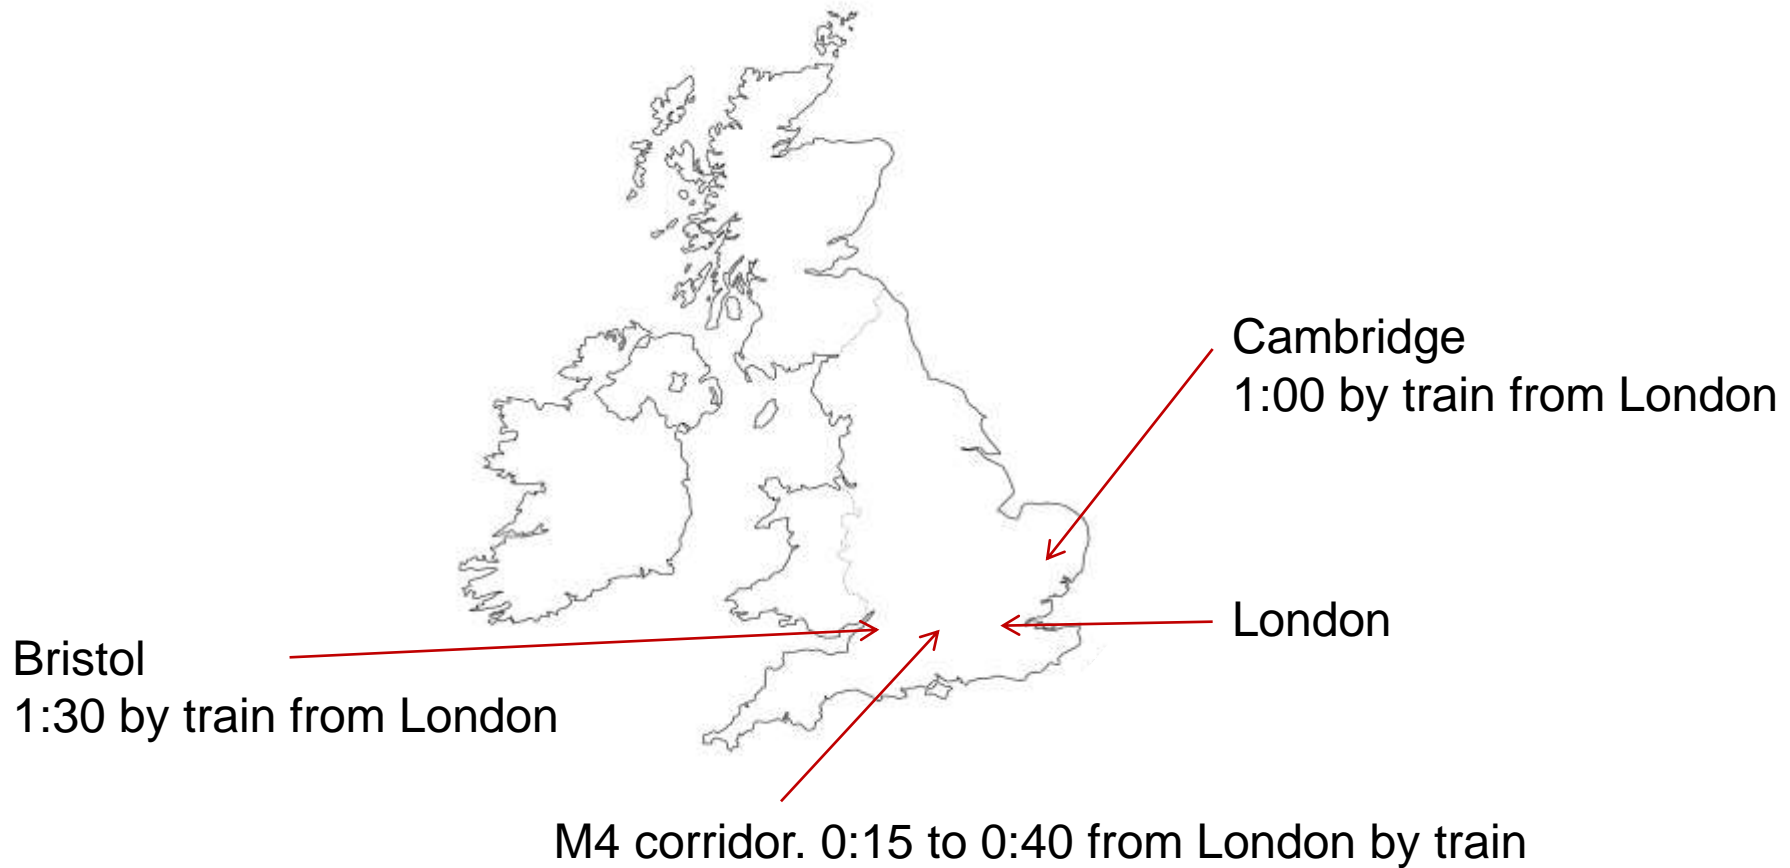 Cambridge
1:00 by train from London
London
Bristol
1:30 by train from London
M4 corridor. 0:15 to 0:40 from London by train